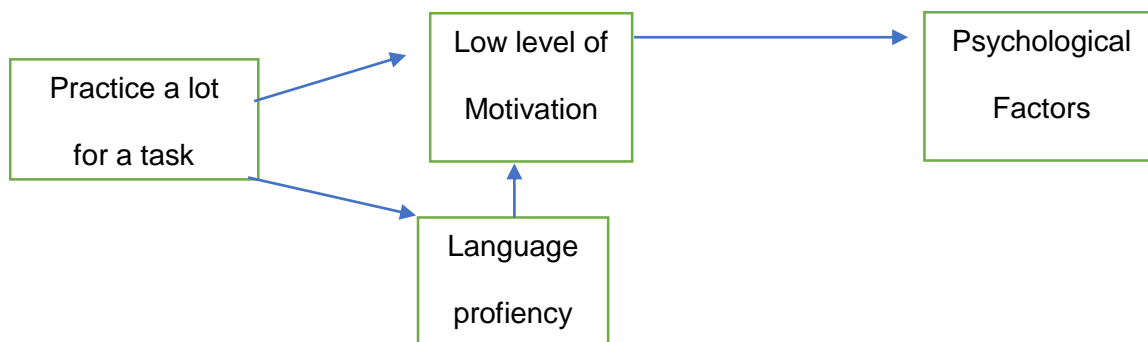 Practice a lot
for a task
Low level of
Motivation
Language
profiency
Psychological
Factors